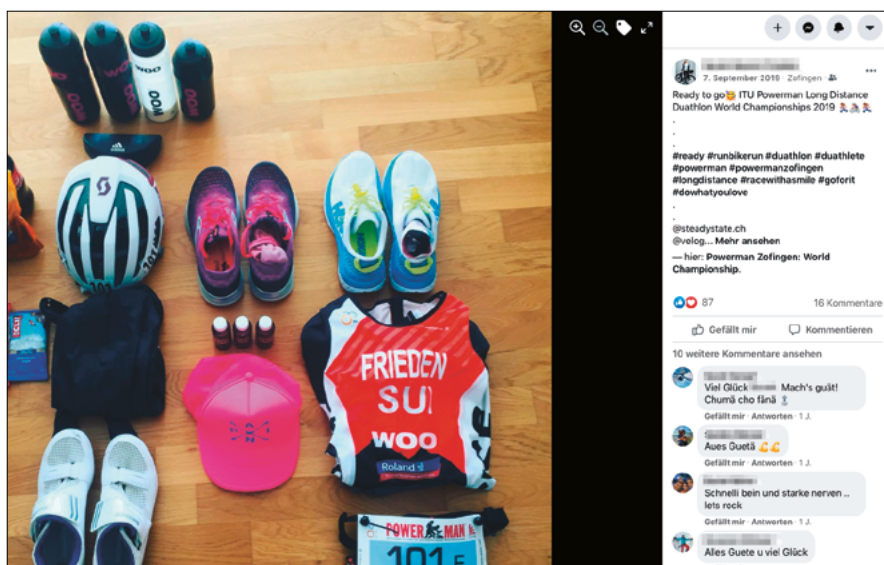 WOO
WOO
WOO
WOO
adidas
FRIEDEN
SUI
WOO
Roland
POWERMAN
101 F
7. September 2019 · Zofingen ·
Ready to go😇 ITU Powerman Long Distance
Duathlon World Championships 2019 🏃🚴🏃
.
.
.
#ready #runbikerun #duathlon #duathlete
#powerman #powermanzofingen
#longdistance #racewithasmile #goforit
#dowhatyoulove
.
.
@steadystate.ch
@velog... Mehr ansehen
— hier: Powerman Zofingen: World
Championship.
87 16 Kommentare
Gefällt mir Kommentieren
10 weitere Kommentare ansehen
Viel Glück Mach's guät!
Chumä cho fänä
Gefällt mir · Antworten · 1 J.
Aues Guetä 💪💪
Gefällt mir · Antworten · 1 J.
Schnelli bein und starke nerven ..
lets rock
Gefällt mir · Antworten · 1 J.
Alles Guete u viel Glück